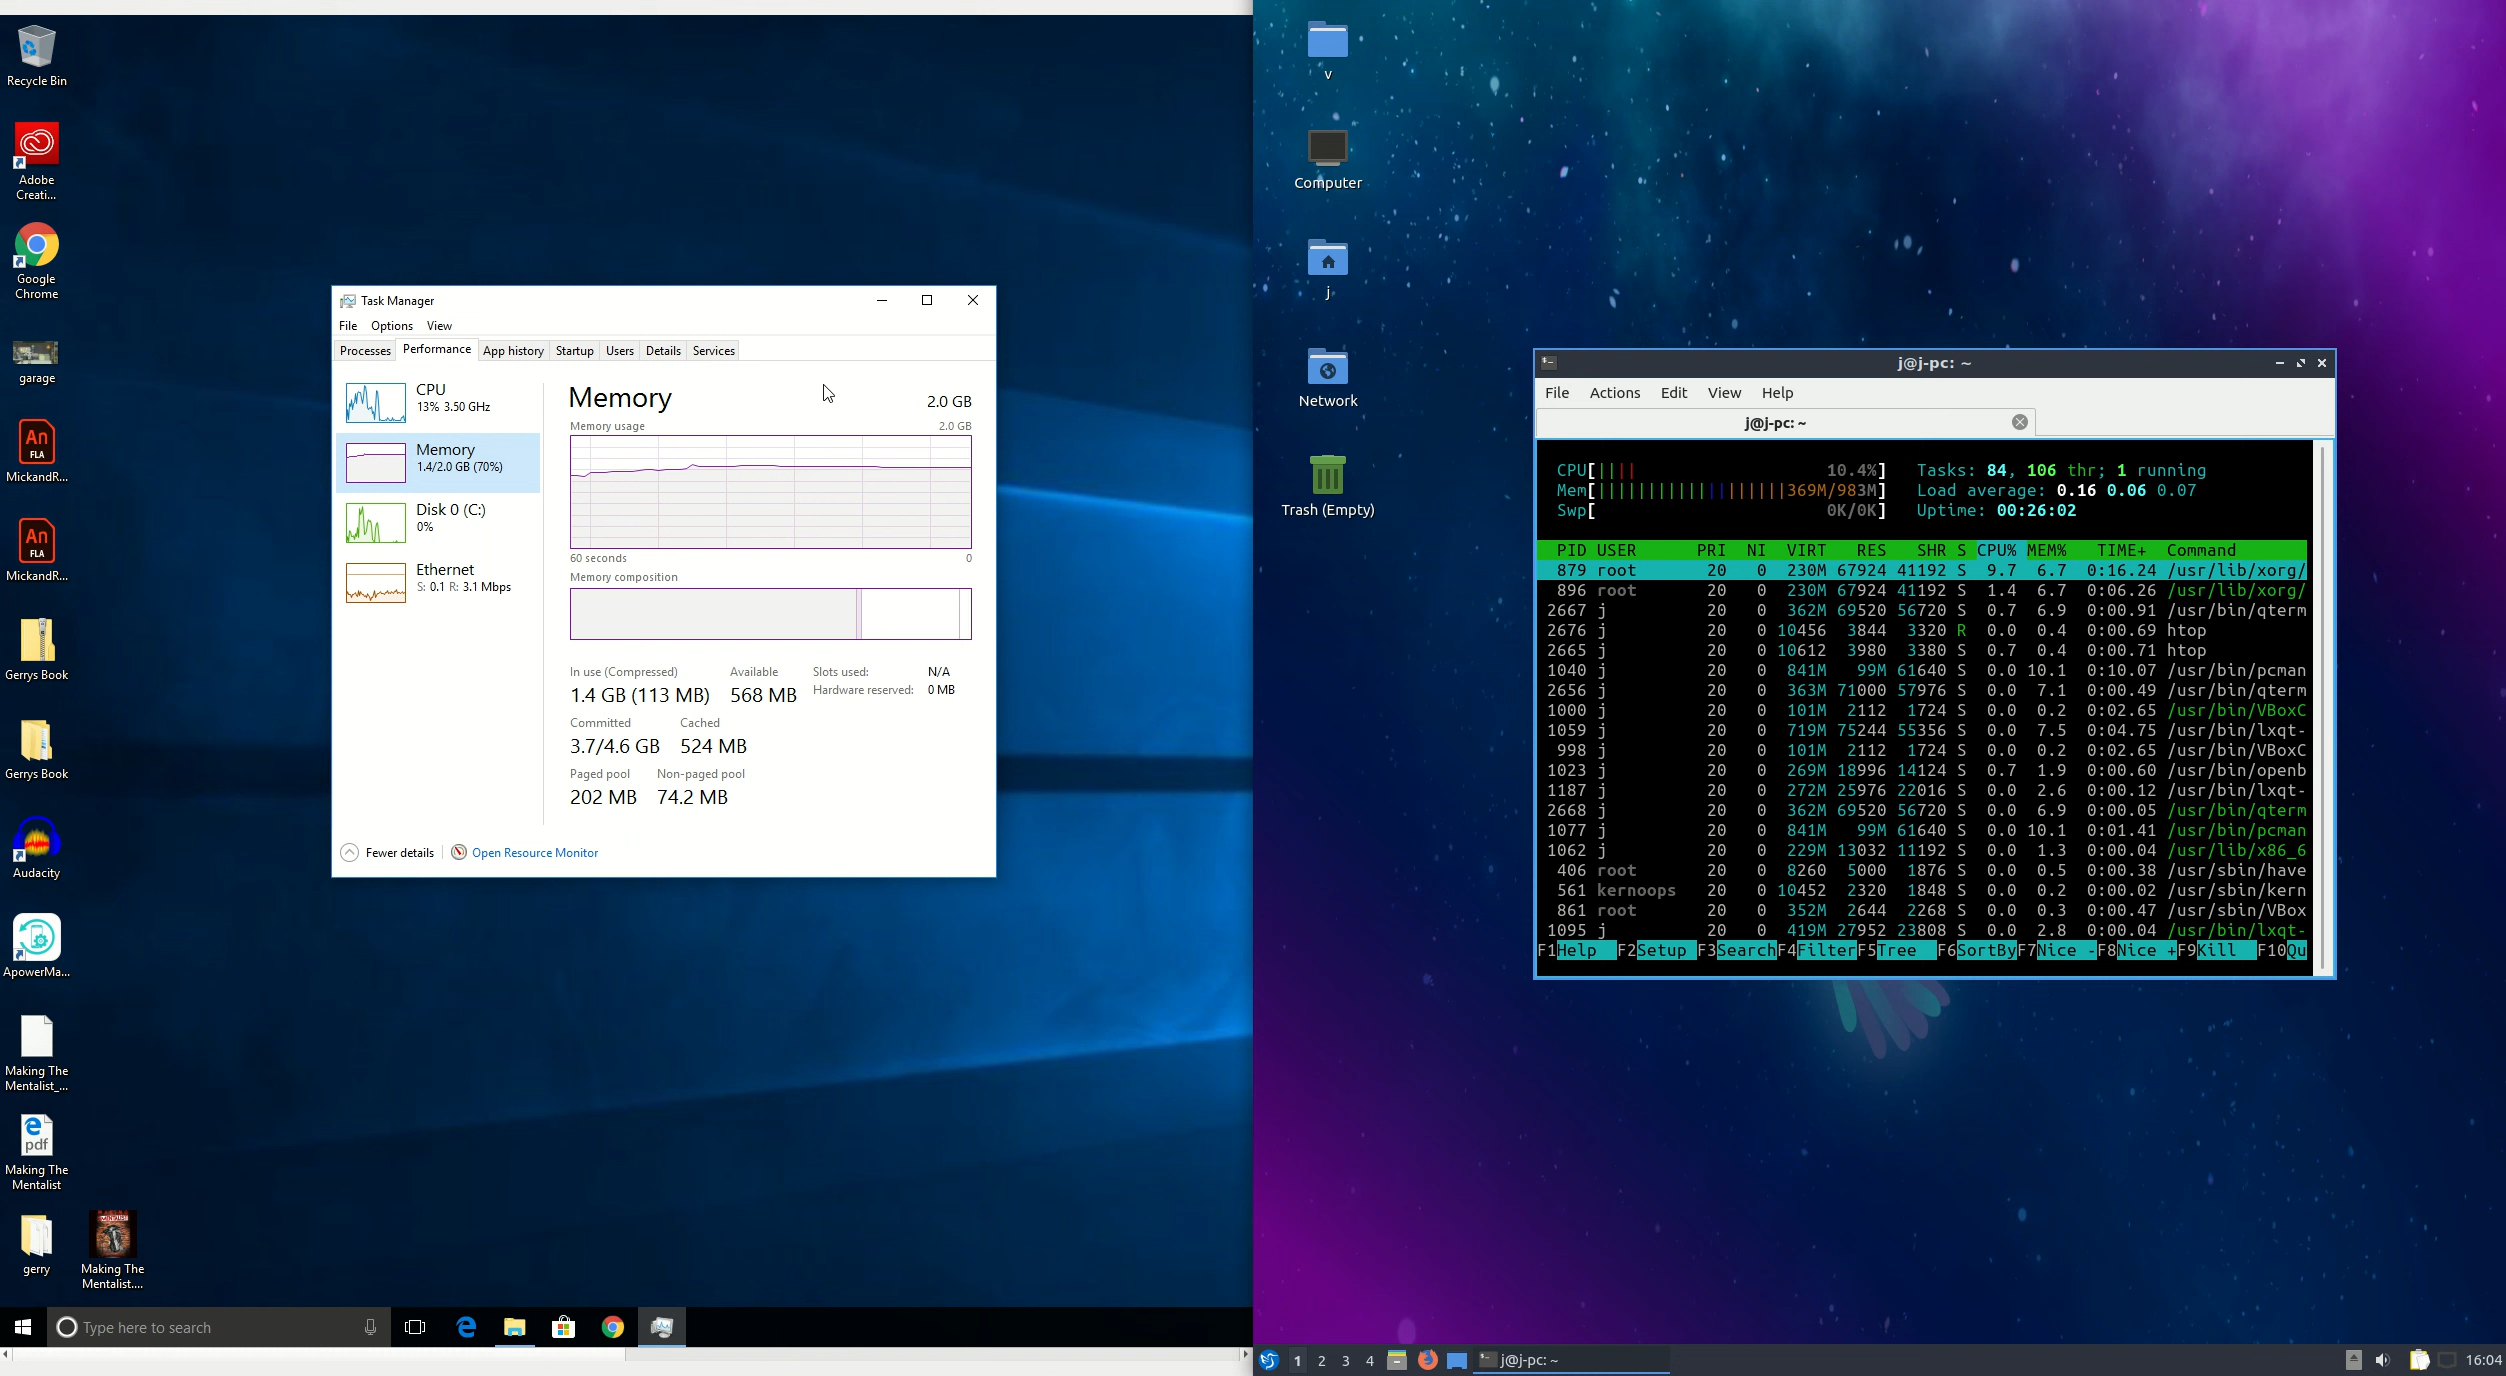 Recycle Bin
Adobe
Creati...
Google
Chrome
garage
An
FLA
MickandR...
An
FLA
MickandR...
Gerrys Book
Gerrys Book
Audacity
ApowerMa...
Making The
Mentalist_...
pdf
Making The
Mentalist
gerry
MENTALIST
Making The
Mentalist....
Task Manager
File Options View
Processes Performance App history Startup Users Details Services
CPU
13% 3.50 GHz
Memory
1.4/2.0 GB (70%)
Disk 0 (C:)
0%
Ethernet
S: 0.1 R: 3.1 Mbps
Memory 2.0 GB
Memory usage 2.0 GB
60 seconds 0
Memory composition
In use (Compressed) Available Slots used: N/A
1.4 GB (113 MB) 568 MB Hardware reserved: 0 MB
Committed Cached
3.7/4.6 GB 524 MB
Paged pool Non-paged pool
202 MB 74.2 MB
Fewer details Open Resource Monitor
Type here to search
v
Computer
j
Network
Trash (Empty)
j@j-pc: ~
File Actions Edit View Help
j@j-pc: ~
CPU[|||| 10.4%] Tasks: 84, 106 thr; 1 running
Mem[|||||||||||||||||||369M/983M] Load average: 0.16 0.06 0.07
Swp[ 0K/0K] Uptime: 00:26:02
PID USER PRI NI VIRT RES SHR S CPU% MEM% TIME+ Command
879 root 20 0 230M 67924 41192 S 9.7 6.7 0:16.24 /usr/lib/xorg/
896 root 20 0 230M 67924 41192 S 1.4 6.7 0:06.26 /usr/lib/xorg/
2667 j 20 0 362M 69520 56720 S 0.7 6.9 0:00.91 /usr/bin/qterm
2676 j 20 0 10456 3844 3320 R 0.0 0.4 0:00.69 htop
2665 j 20 0 10612 3980 3380 S 0.7 0.4 0:00.71 htop
1040 j 20 0 841M 99M 61640 S 0.0 10.1 0:10.07 /usr/bin/pcman
2656 j 20 0 363M 71000 57976 S 0.0 7.1 0:00.49 /usr/bin/qterm
1000 j 20 0 101M 2112 1724 S 0.0 0.2 0:02.65 /usr/bin/VBoxC
1059 j 20 0 719M 75244 55356 S 0.0 7.5 0:04.75 /usr/bin/lxqt-
998 j 20 0 101M 2112 1724 S 0.0 0.2 0:02.65 /usr/bin/VBoxC
1023 j 20 0 269M 18996 14124 S 0.7 1.9 0:00.60 /usr/bin/openb
1187 j 20 0 272M 25976 22016 S 0.0 2.6 0:00.12 /usr/bin/lxqt-
2668 j 20 0 362M 69520 56720 S 0.0 6.9 0:00.05 /usr/bin/qterm
1077 j 20 0 841M 99M 61640 S 0.0 10.1 0:01.41 /usr/bin/pcman
1062 j 20 0 229M 13032 11192 S 0.0 1.3 0:00.04 /usr/lib/x86_6
406 root 20 0 8260 5000 1876 S 0.0 0.5 0:00.38 /usr/sbin/have
561 kernoops 20 0 10452 2320 1848 S 0.0 0.2 0:00.02 /usr/sbin/kern
861 root 20 0 352M 2644 2268 S 0.0 0.3 0:00.47 /usr/sbin/VBox
1095 j 20 0 419M 27952 23808 S 0.0 2.8 0:00.04 /usr/bin/lxqt-
F1Help F2Setup F3SearchF4FilterF5Tree F6SortByF7Nice -F8Nice +F9Kill F10Qu
1 2 3 4 j@j-pc: ~ 16:04